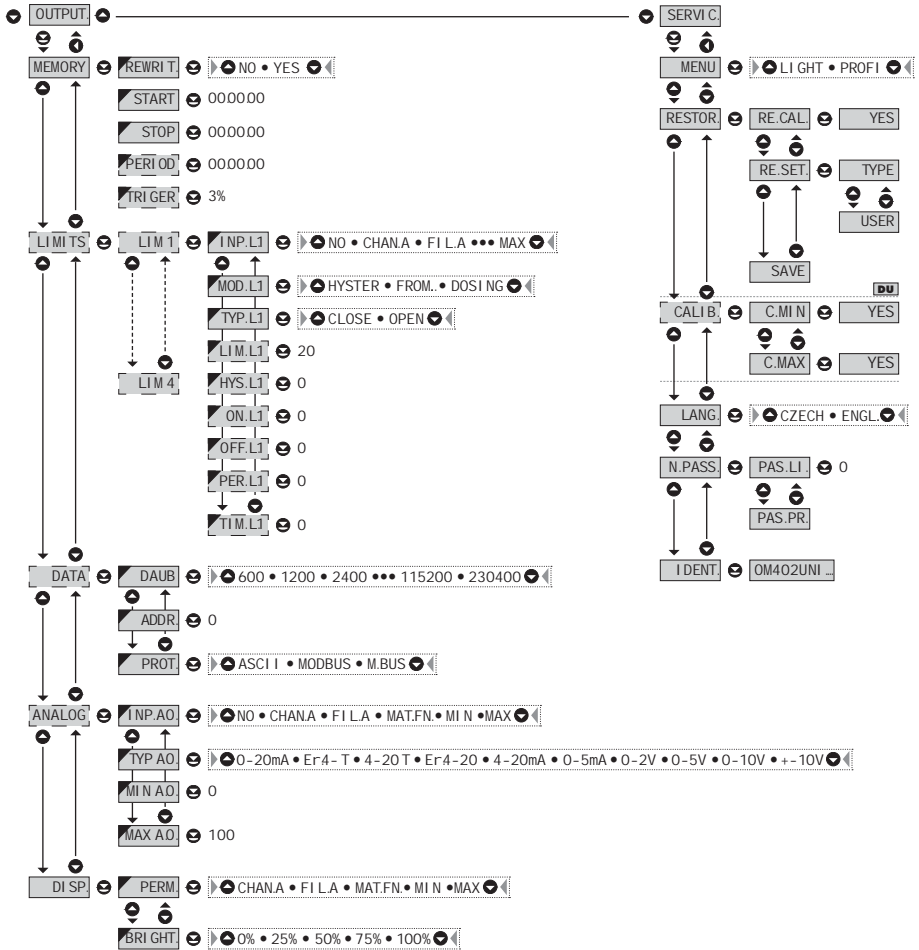 OUTPUT. SERVIC.
MEMORY REWRIT. NO • YES MENU LIGHT • PROFI
START 00.00.00
STOP 00.00.00 RESTOR. RE.CAL. YES
PERIOD 00.00.00 RE.SET. TYPE
TRIGER 3% USER
LIMITS LIM 1 INP.L1 NO • CHAN.A • FIL.A ••• MAX
SAVE
MOD.L1 HYSTER • FROM.. • DOSING
DU
TYP.L1 CLOSE • OPEN CALIB. C.MIN YES
LIM.L1 20
LIM 4 HYS.L1 0 C.MAX YES
ON.L1 0 LANG. CZECH • ENGL.
OFF.L1 0
PER.L1 0 N.PASS. PAS.LI. 0
TIM.L1 0 PAS.PR.
DATA DAUB 600 • 1200 • 2400 ••• 115200 • 230400 IDENT. OM402UNI ...
ADDR. 0
PROT. ASCII • MODBUS • M.BUS
ANALOG INP.AO. NO • CHAN.A • FIL.A • MAT.FN. • MIN • MAX
TYP AO. 0-20mA • Er4-T • 4-20 T • Er4-20 • 4-20mA • 0-5mA • 0-2V • 0-5V • 0-10V • +-10V
MIN A.O. 0
MAX A.O. 100
DISP. PERM. CHAN.A • FIL.A • MAT.FN. • MIN • MAX
BRIGHT. 0% • 25% • 50% • 75% • 100%